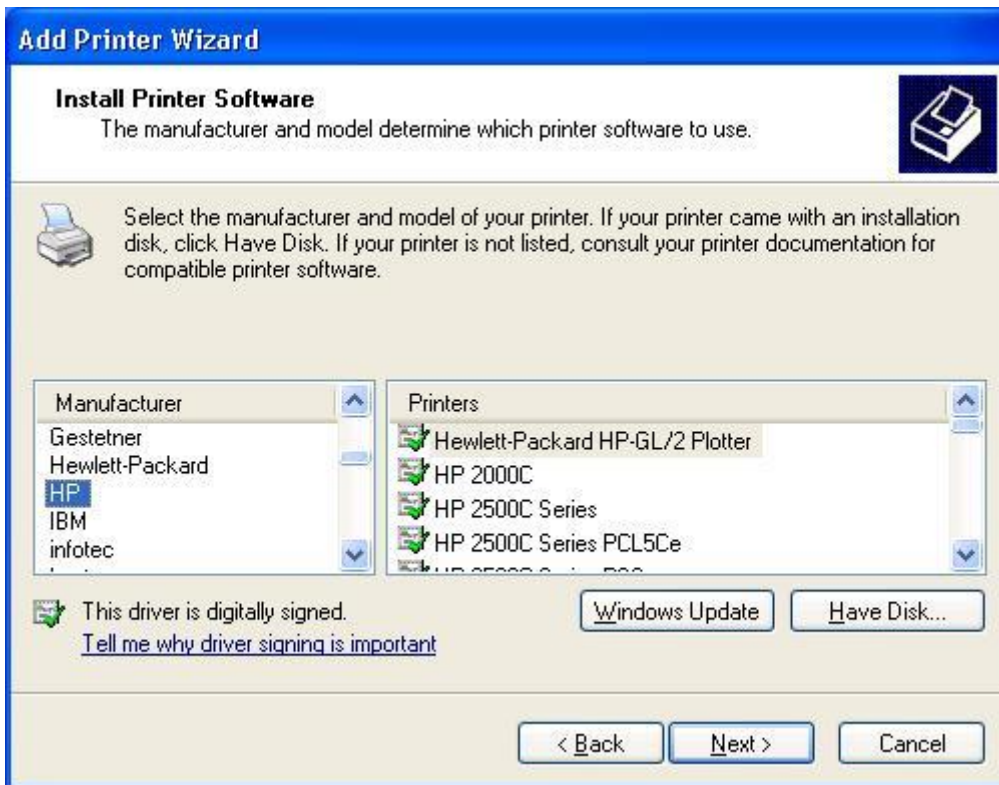 Add Printer Wizard
Install Printer Software
The manufacturer and model determine which printer software to use.
Select the manufacturer and model of your printer. If your printer came with an installation
disk, click Have Disk. If your printer is not listed, consult your printer documentation for
compatible printer software.
Manufacturer
Gestetner
Hewlett-Packard
HP
IBM
infotec
Printers
Hewlett-Packard HP-GL/2 Plotter
HP 2000C
HP 2500C Series
HP 2500C Series PCL5Ce
This driver is digitally signed.
Tell me why driver signing is important
Windows Update
Have Disk...
< Back
Next >
Cancel